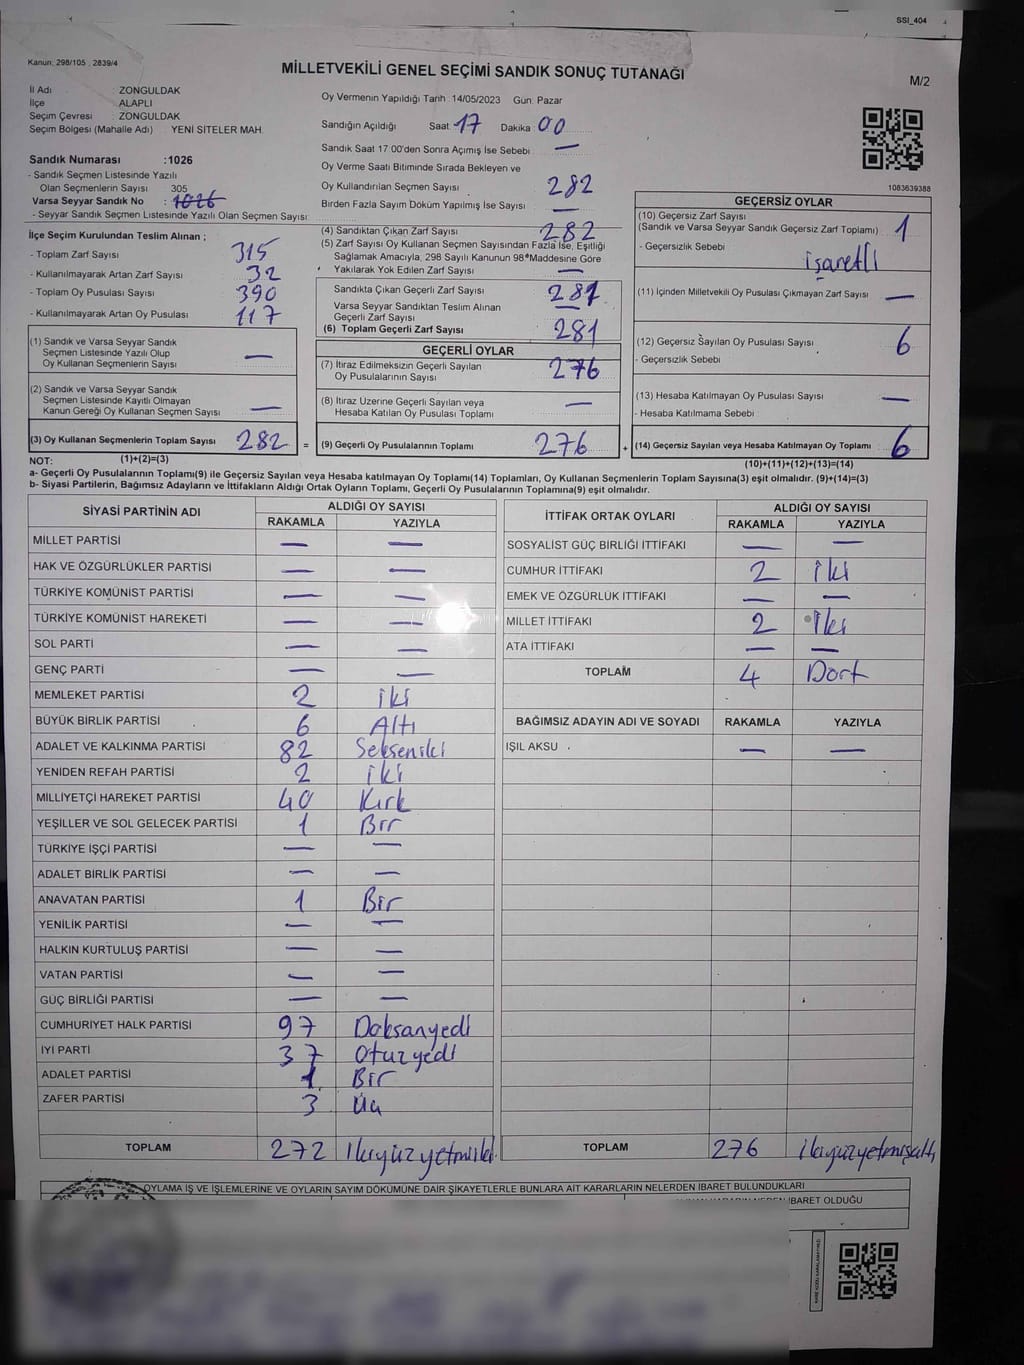 SSI_404
Kanun: 298/105 ; 2839/4
MİLLETVEKİLİ GENEL SEÇİMİ SANDIK SONUÇ TUTANAĞI
M/2
İl Adı : ZONGULDAK
İlçe : ALAPLI
Seçim Çevresi : ZONGULDAK
Seçim Bölgesi (Mahalle Adı) : YENİ SİTELER MAH.
Sandık Numarası :1026
- Sandık Seçmen Listesinde Yazılı
Olan Seçmenlerin Sayısı 305
Varsa Seyyar Sandık No : 1026
- Seyyar Sandık Seçmen Listesinde Yazılı Olan Seçmen Sayısı:
Oy Vermenin Yapıldığı Tarih: 14/05/2023 Gün: Pazar
Sandığın Açıldığı Saat 17 Dakika 00
Sandık Saat 17:00'den Sonra Açımış İse Sebebi —
Oy Verme Saati Bitiminde Sırada Bekleyen ve
Oy Kullandırılan Seçmen Sayısı 282
Birden Fazla Sayım Döküm Yapılmış İse Sayısı —
1083639388
İlçe Seçim Kurulundan Teslim Alınan ;
- Toplam Zarf Sayısı 315
- Kullanılmayarak Artan Zarf Sayısı 32
- Toplam Oy Pusulası Sayısı 390
- Kullanılmayarak Artan Oy Pusulası 117
(4) Sandıktan Çıkan Zarf Sayısı 282
(5) Zarf Sayısı Oy Kullanan Seçmen Sayısından Fazla İse, Eşitliği
Sağlamak Amacıyla, 298 Sayılı Kanunun 98. Maddesine Göre
Yakılarak Yok Edilen Zarf Sayısı —
Sandıkta Çıkan Geçerli Zarf Sayısı 281
Varsa Seyyar Sandıktan Teslim Alınan
Geçerli Zarf Sayısı —
(6) Toplam Geçerli Zarf Sayısı 281
GEÇERSİZ OYLAR
(10) Geçersiz Zarf Sayısı
(Sandık ve Varsa Seyyar Sandık Geçersiz Zarf Toplamı) 1
- Geçersizlik Sebebi işaretli
(11) İçinden Milletvekili Oy Pusulası Çıkmayan Zarf Sayısı —
(12) Geçersiz Sayılan Oy Pusulası Sayısı 6
- Geçersizlik Sebebi
(13) Hesaba Katılmayan Oy Pusulası Sayısı —
- Hesaba Katılmama Sebebi
(1) Sandık ve Varsa Seyyar Sandık
Seçmen Listesinde Yazılı Olup
Oy Kullanan Seçmenlerin Sayısı —
(2) Sandık ve Varsa Seyyar Sandık
Seçmen Listesinde Kayıtlı Olmayan
Kanun Gereği Oy Kullanan Seçmen Sayısı —
GEÇERLİ OYLAR
(7) İtiraz Edilmeksizin Geçerli Sayılan
Oy Pusulalarının Sayısı 276
(8) İtiraz Üzerine Geçerli Sayılan veya
Hesaba Katılan Oy Pusulası Toplamı —
(3) Oy Kullanan Seçmenlerin Toplam Sayısı 282 = (9) Geçerli Oy Pusulalarının Toplamı 276 + (14) Geçersiz Sayılan veya Hesaba Katılmayan Oy Toplamı 6
NOT: (1)+(2)=(3) (10)+(11)+(12)+(13)=(14)
a- Geçerli Oy Pusulalarının Toplamı(9) ile Geçersiz Sayılan veya Hesaba katılmayan Oy Toplamı(14) Toplamları, Oy Kullanan Seçmenlerin Toplam Sayısına(3) eşit olmalıdır. (9)+(14)=(3)
b- Siyasi Partilerin, Bağımsız Adayların ve İttifakların Aldığı Ortak Oyların Toplamı, Geçerli Oy Pusulalarının Toplamına(9) eşit olmalıdır.
SİYASİ PARTİNİN ADI ALDIĞI OY SAYISI
RAKAMLA YAZIYLA
MİLLET PARTİSİ — —
HAK VE ÖZGÜRLÜKLER PARTİSİ — —
TÜRKİYE KOMÜNİST PARTİSİ — —
TÜRKİYE KOMÜNİST HAREKETİ — —
SOL PARTİ — —
GENÇ PARTİ — —
MEMLEKET PARTİSİ 2 iki
BÜYÜK BİRLİK PARTİSİ 6 Altı
ADALET VE KALKINMA PARTİSİ 82 Seksen iki
YENİDEN REFAH PARTİSİ 2 iki
MİLLİYETÇİ HAREKET PARTİSİ 40 Kırk
YEŞİLLER VE SOL GELECEK PARTİSİ 1 Bir
TÜRKİYE İŞÇİ PARTİSİ — —
ADALET BİRLİK PARTİSİ — —
ANAVATAN PARTİSİ 1 Bir
YENİLİK PARTİSİ — —
HALKIN KURTULUŞ PARTİSİ — —
VATAN PARTİSİ — —
GÜÇ BİRLİĞİ PARTİSİ — —
CUMHURİYET HALK PARTİSİ 97 Doksanyedi
İYİ PARTİ 37 Otuzyedi
ADALET PARTİSİ 1 Bir
ZAFER PARTİSİ 3 Üç
TOPLAM 272 İkiyüzyetmişiki
İTTİFAK ORTAK OYLARI ALDIĞI OY SAYISI
RAKAMLA YAZIYLA
SOSYALİST GÜÇ BİRLİĞİ İTTİFAKI — —
CUMHUR İTTİFAKI 2 iki
EMEK VE ÖZGÜRLÜK İTTİFAKI — —
MİLLET İTTİFAKI 2 iki
ATA İTTİFAKI — —
TOPLAM 4 Dort
BAĞIMSIZ ADAYIN ADI VE SOYADI RAKAMLA YAZIYLA
IŞIL AKSU — —
TOPLAM 276 ikiyüzyetmişaltı
OYLAMA İŞ VE İŞLEMLERİNE VE OYLARIN SAYIM DÖKÜMÜNE DAİR ŞİKAYETLERLE BUNLARA AİT KARARLARIN NELERDEN İBARET BULUNDUKLARI
İBARET OLDUĞU